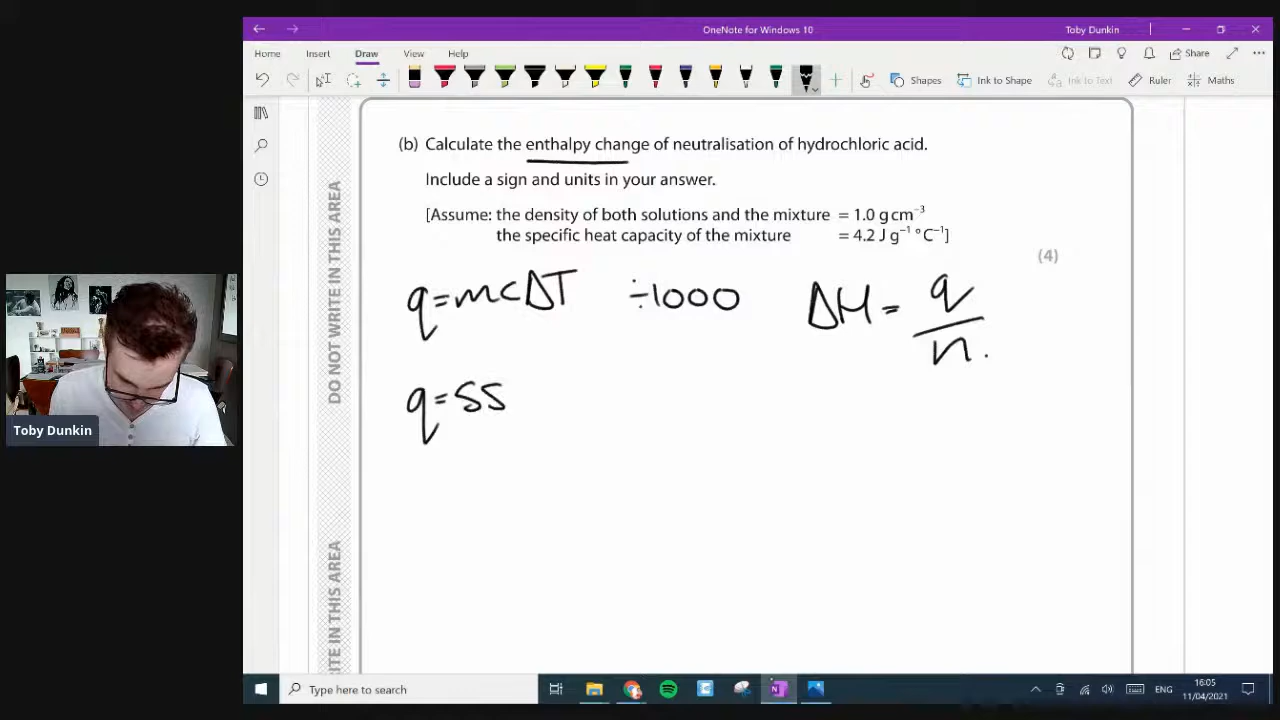 OneNote for Windows 10
Toby Dunkin
Home Insert Draw View Help
Share
Shapes Ink to Shape Ink to Text Ruler Maths
DO NOT WRITE IN THIS AREA
(b) Calculate the enthalpy change of neutralisation of hydrochloric acid.
Include a sign and units in your answer.
[Assume: the density of both solutions and the mixture = 1.0 g cm⁻³
the specific heat capacity of the mixture = 4.2 J g⁻¹ °C⁻¹]
(4)
q=mcΔT ÷1000 ΔH = q/n.
q=55
Toby Dunkin
ITE IN THIS AREA
Type here to search
ENG
16:05
11/04/2021